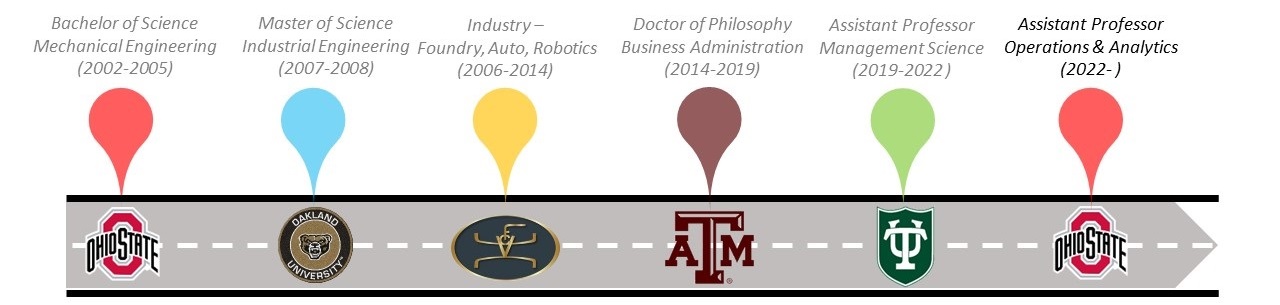 Bachelor of Science
Mechanical Engineering
(2002-2005)
Master of Science
Industrial Engineering
(2007-2008)
Industry –
Foundry, Auto, Robotics
(2006-2014)
Doctor of Philosophy
Business Administration
(2014-2019)
Assistant Professor
Management Science
(2019-2022)
Assistant Professor
Operations & Analytics
(2022- )
OHIO STATE
OAKLAND
UNIVERSITY
ATM
TU
OHIO STATE